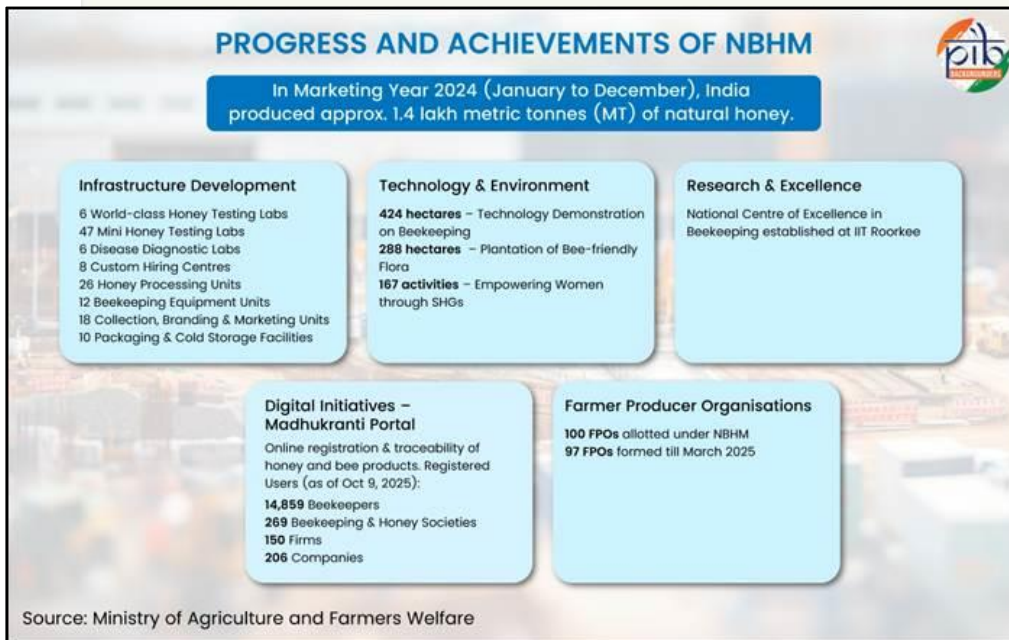 PROGRESS AND ACHIEVEMENTS OF NBHM
pib
BACKGROUNDERS
In Marketing Year 2024 (January to December), India
produced approx. 1.4 lakh metric tonnes (MT) of natural honey.
Infrastructure Development
6 World-class Honey Testing Labs
47 Mini Honey Testing Labs
6 Disease Diagnostic Labs
8 Custom Hiring Centres
26 Honey Processing Units
12 Beekeeping Equipment Units
18 Collection, Branding & Marketing Units
10 Packaging & Cold Storage Facilities
Technology & Environment
424 hectares – Technology Demonstration
on Beekeeping
288 hectares – Plantation of Bee-friendly
Flora
167 activities – Empowering Women
through SHGs
Research & Excellence
National Centre of Excellence in
Beekeeping established at IIT Roorkee
Digital Initiatives –
Madhukranti Portal
Online registration & traceability of
honey and bee products. Registered
Users (as of Oct 9, 2025):
14,859 Beekeepers
269 Beekeeping & Honey Societies
150 Firms
206 Companies
Farmer Producer Organisations
100 FPOs allotted under NBHM
97 FPOs formed till March 2025
Source: Ministry of Agriculture and Farmers Welfare